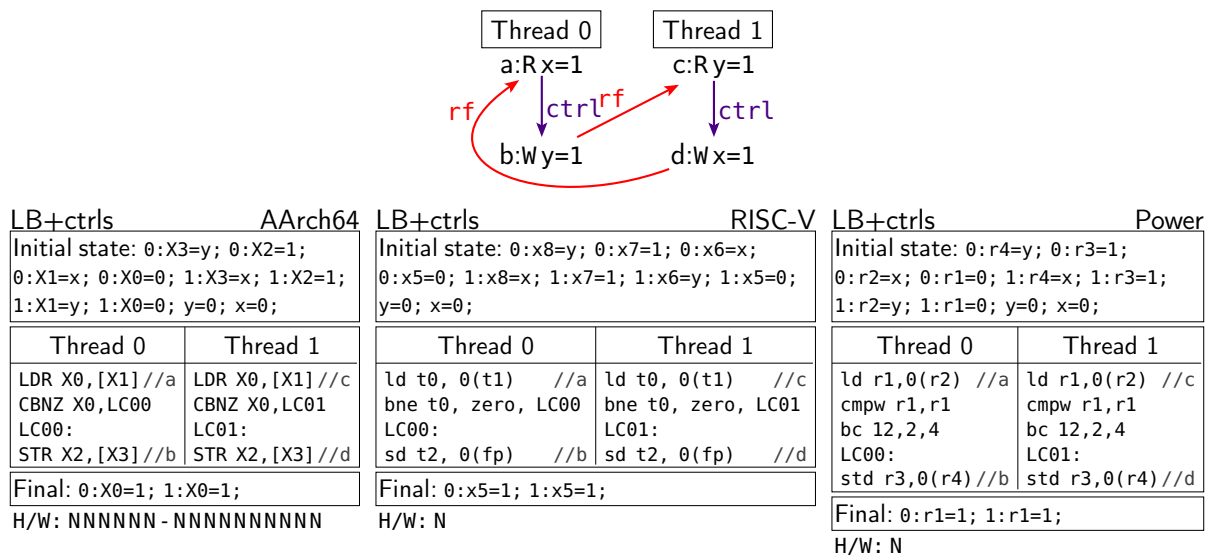 Thread 0 Thread 1
a:R x=1 c:R y=1
rf ctrl rf ctrl
b:W y=1 d:W x=1
LB+ctrls AArch64
Initial state: 0:X3=y; 0:X2=1;
0:X1=x; 0:X0=0; 1:X3=x; 1:X2=1;
1:X1=y; 1:X0=0; y=0; x=0;
Thread 0 Thread 1
LDR X0,[X1]//a LDR X0,[X1]//c
CBNZ X0,LC00 CBNZ X0,LC01
LC00: LC01:
STR X2,[X3]//b STR X2,[X3]//d
Final: 0:X0=1; 1:X0=1;
H/W: NNNNNN-NNNNNNNNNN
LB+ctrls RISC-V
Initial state: 0:x8=y; 0:x7=1; 0:x6=x;
0:x5=0; 1:x8=x; 1:x7=1; 1:x6=y; 1:x5=0;
y=0; x=0;
Thread 0 Thread 1
ld t0, 0(t1) //a ld t0, 0(t1) //c
bne t0, zero, LC00 bne t0, zero, LC01
LC00: LC01:
sd t2, 0(fp) //b sd t2, 0(fp) //d
Final: 0:x5=1; 1:x5=1;
H/W: N
LB+ctrls Power
Initial state: 0:r4=y; 0:r3=1;
0:r2=x; 0:r1=0; 1:r4=x; 1:r3=1;
1:r2=y; 1:r1=0; y=0; x=0;
Thread 0 Thread 1
ld r1,0(r2) //a ld r1,0(r2) //c
cmpw r1,r1 cmpw r1,r1
bc 12,2,4 bc 12,2,4
LC00: LC01:
std r3,0(r4)//b std r3,0(r4)//d
Final: 0:r1=1; 1:r1=1;
H/W: N